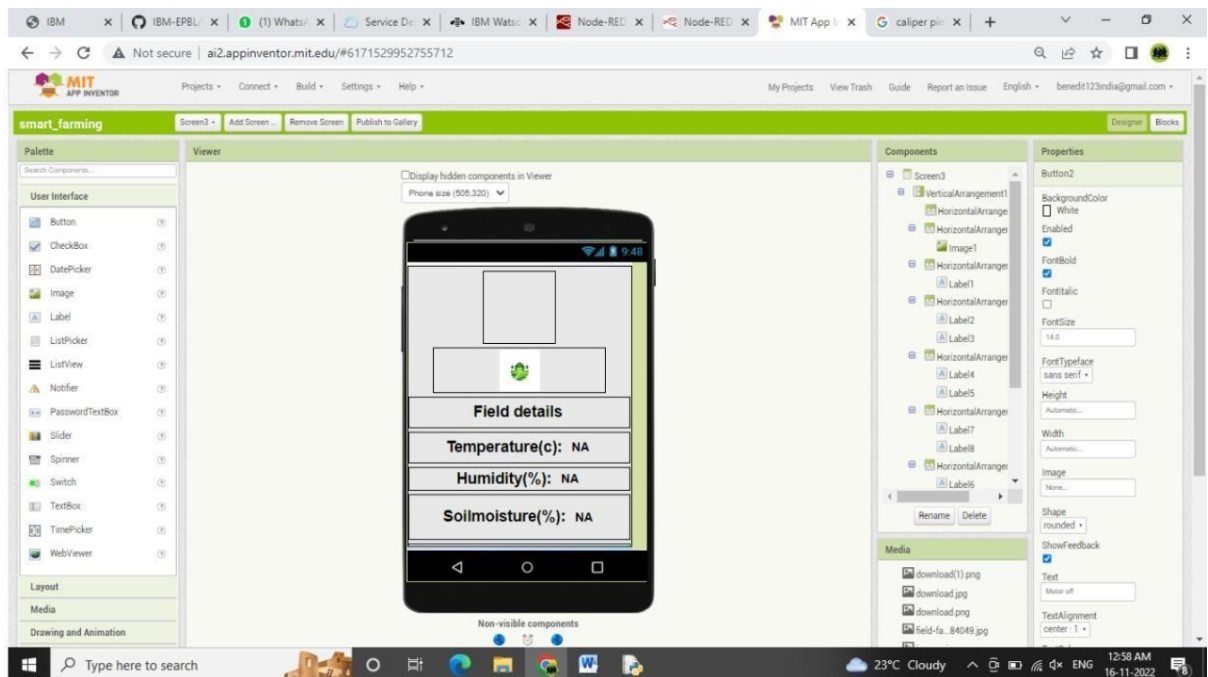 IBM
IBM-EPBL/
(1) WhatsA
Service De
IBM Watso
Node-RED
Node-RED
MIT App In
caliper pin
Not secure | ai2.appinventor.mit.edu/#6171529952755712
MIT
APP INVENTOR
Projects
Connect
Build
Settings
Help
My Projects
View Trash
Guide
Report an Issue
English
benedit123india@gmail.com
smart_farming
Screen3
Add Screen ...
Remove Screen
Publish to Gallery
Designer
Blocks
Palette
Search Components...
User Interface
Button
CheckBox
DatePicker
Image
Label
ListPicker
ListView
Notifier
PasswordTextBox
Slider
Spinner
Switch
TextBox
TimePicker
WebViewer
Layout
Media
Drawing and Animation
Viewer
Display hidden components in Viewer
Phone size (505,320)
9:48
Field details
Temperature(c): NA
Humidity(%): NA
Soilmoisture(%): NA
Non-visible components
Components
Screen3
VerticalArrangement1
HorizontalArranger
HorizontalArranger
Image1
HorizontalArranger
Label1
HorizontalArranger
Label2
Label3
HorizontalArranger
Label4
Label5
HorizontalArranger
Label7
Label8
HorizontalArranger
Label6
Rename
Delete
Media
download(1).png
download.jpg
download.png
field-fa...84049.jpg
Properties
Button2
BackgroundColor
White
Enabled
FontBold
FontItalic
FontSize
14.0
FontTypeface
sans serif
Height
Automatic...
Width
Automatic...
Image
None...
Shape
rounded
ShowFeedback
Text
Motor off
TextAlignment
center : 1
Type here to search
23°C Cloudy
ENG
12:58 AM
16-11-2022